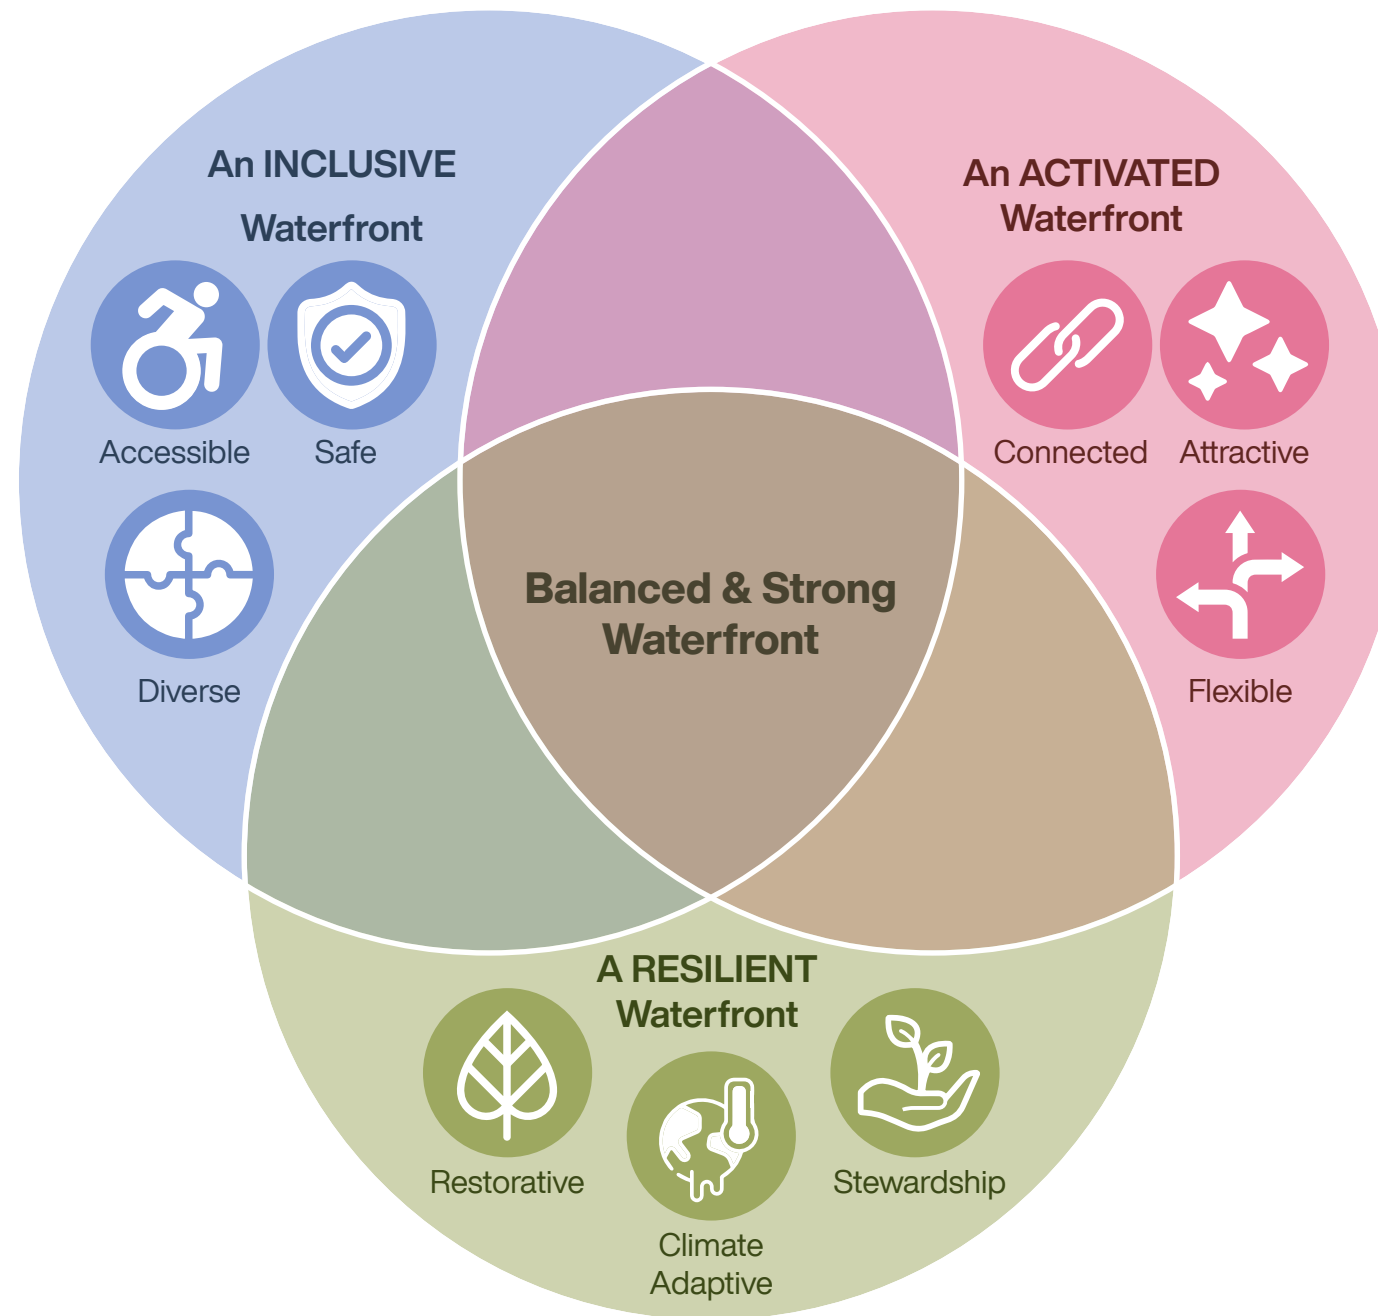 An INCLUSIVE
Waterfront
Accessible
Safe
Diverse
An ACTIVATED
Waterfront
Connected
Attractive
Flexible
Balanced & Strong
Waterfront
A RESILIENT
Waterfront
Restorative
Climate
Adaptive
Stewardship